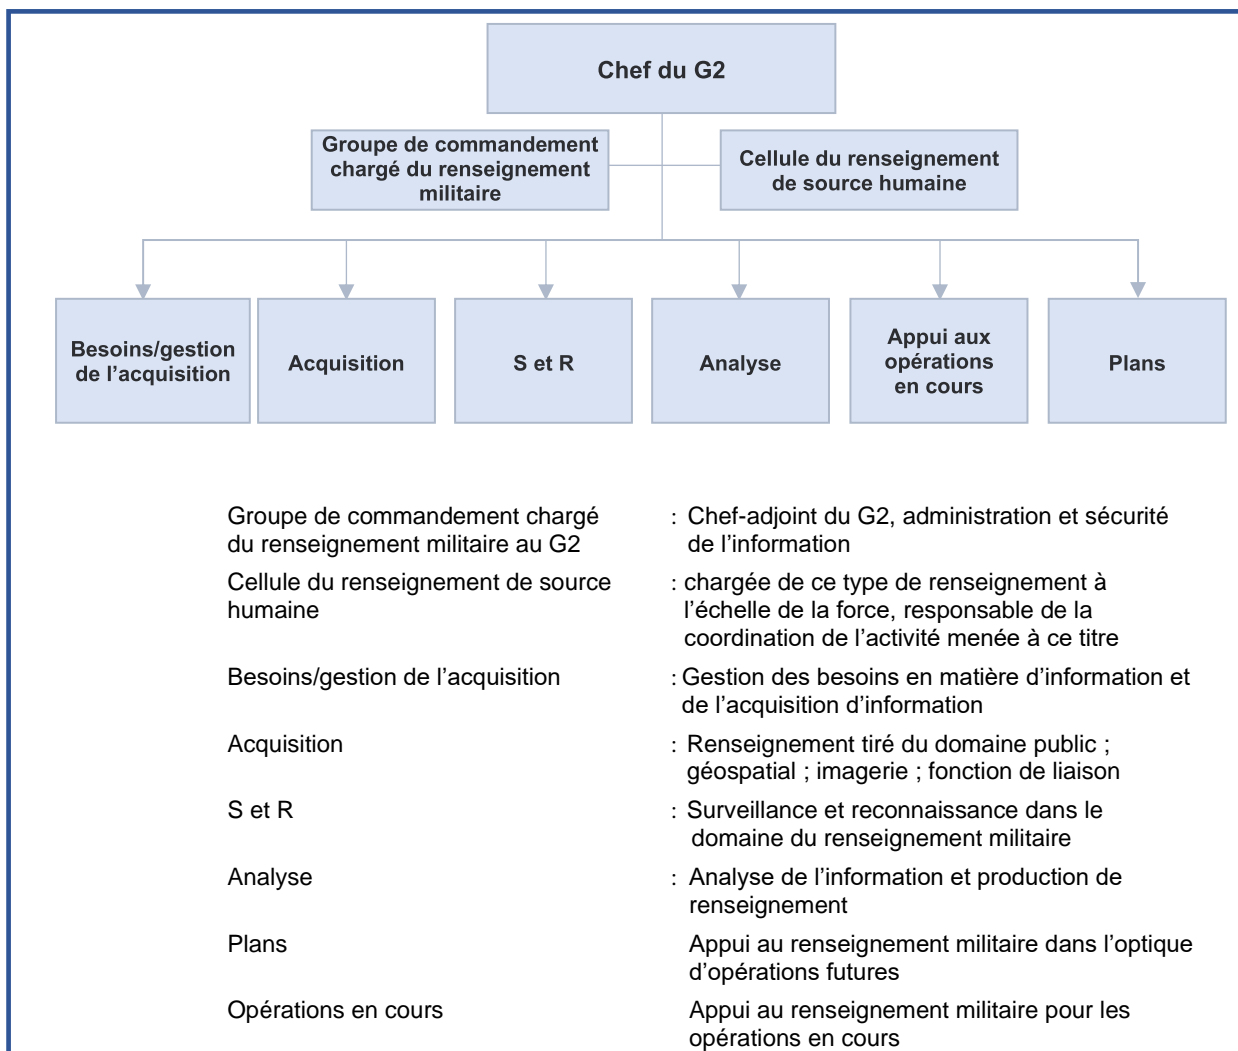 Chef du G2
Groupe de commandement
chargé du renseignement
militaire
Cellule du renseignement
de source humaine
Besoins/gestion
de l’acquisition
Acquisition
S et R
Analyse
Appui aux
opérations
en cours
Plans
Groupe de commandement chargé
du renseignement militaire au G2
: Chef-adjoint du G2, administration et sécurité
de l’information
Cellule du renseignement de source
humaine
: chargée de ce type de renseignement à
l’échelle de la force, responsable de la
coordination de l’activité menée à ce titre
Besoins/gestion de l’acquisition
: Gestion des besoins en matière d’information et
de l’acquisition d’information
Acquisition
: Renseignement tiré du domaine public ;
géospatial ; imagerie ; fonction de liaison
S et R
: Surveillance et reconnaissance dans le
domaine du renseignement militaire
Analyse
: Analyse de l’information et production de
renseignement
Plans
Appui au renseignement militaire dans l’optique
d’opérations futures
Opérations en cours
Appui au renseignement militaire pour les
opérations en cours